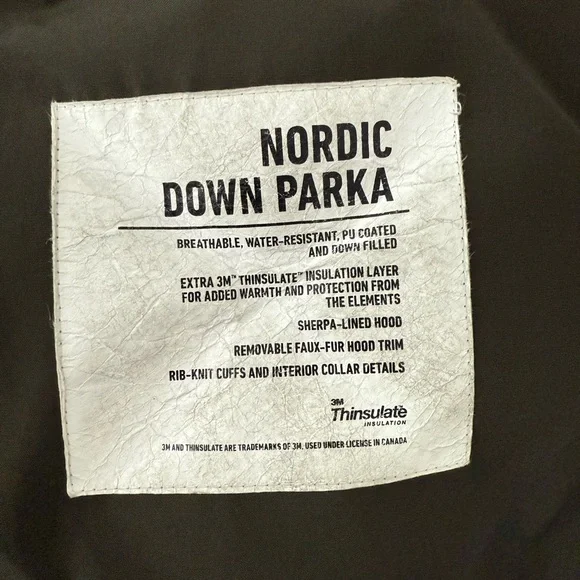 NORDIC
DOWN PARKA
BREATHABLE, WATER-RESISTANT, PU COATED
AND DOWN FILLED
EXTRA 3M™ THINSULATE™ INSULATION LAYER
FOR ADDED WARMTH AND PROTECTION FROM
THE ELEMENTS
SHERPA-LINED HOOD
REMOVABLE FAUX-FUR HOOD TRIM
RIB-KNIT CUFFS AND INTERIOR COLLAR DETAILS
3M
Thinsulate™
INSULATION
3M AND THINSULATE ARE TRADEMARKS OF 3M. USED UNDER LICENSE IN CANADA